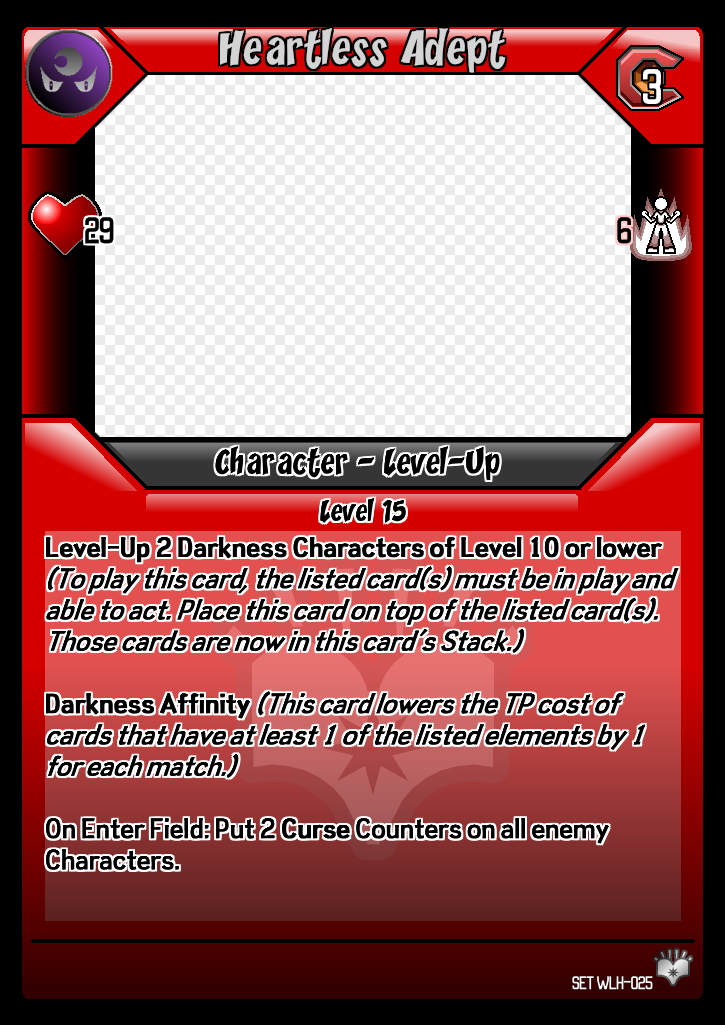 Heartless Adept
3
29
6
Character - Level-Up
Level 15
Level-Up 2 Darkness Characters of Level 10 or lower
(To play this card, the listed card(s) must be in play and
able to act. Place this card on top of the listed card(s).
Those cards are now in this card's Stack.)
Darkness Affinity (This card lowers the TP cost of
cards that have at least 1 of the listed elements by 1
for each match.)
On Enter Field: Put 2 Curse Counters on all enemy
Characters.
SET WLH-025